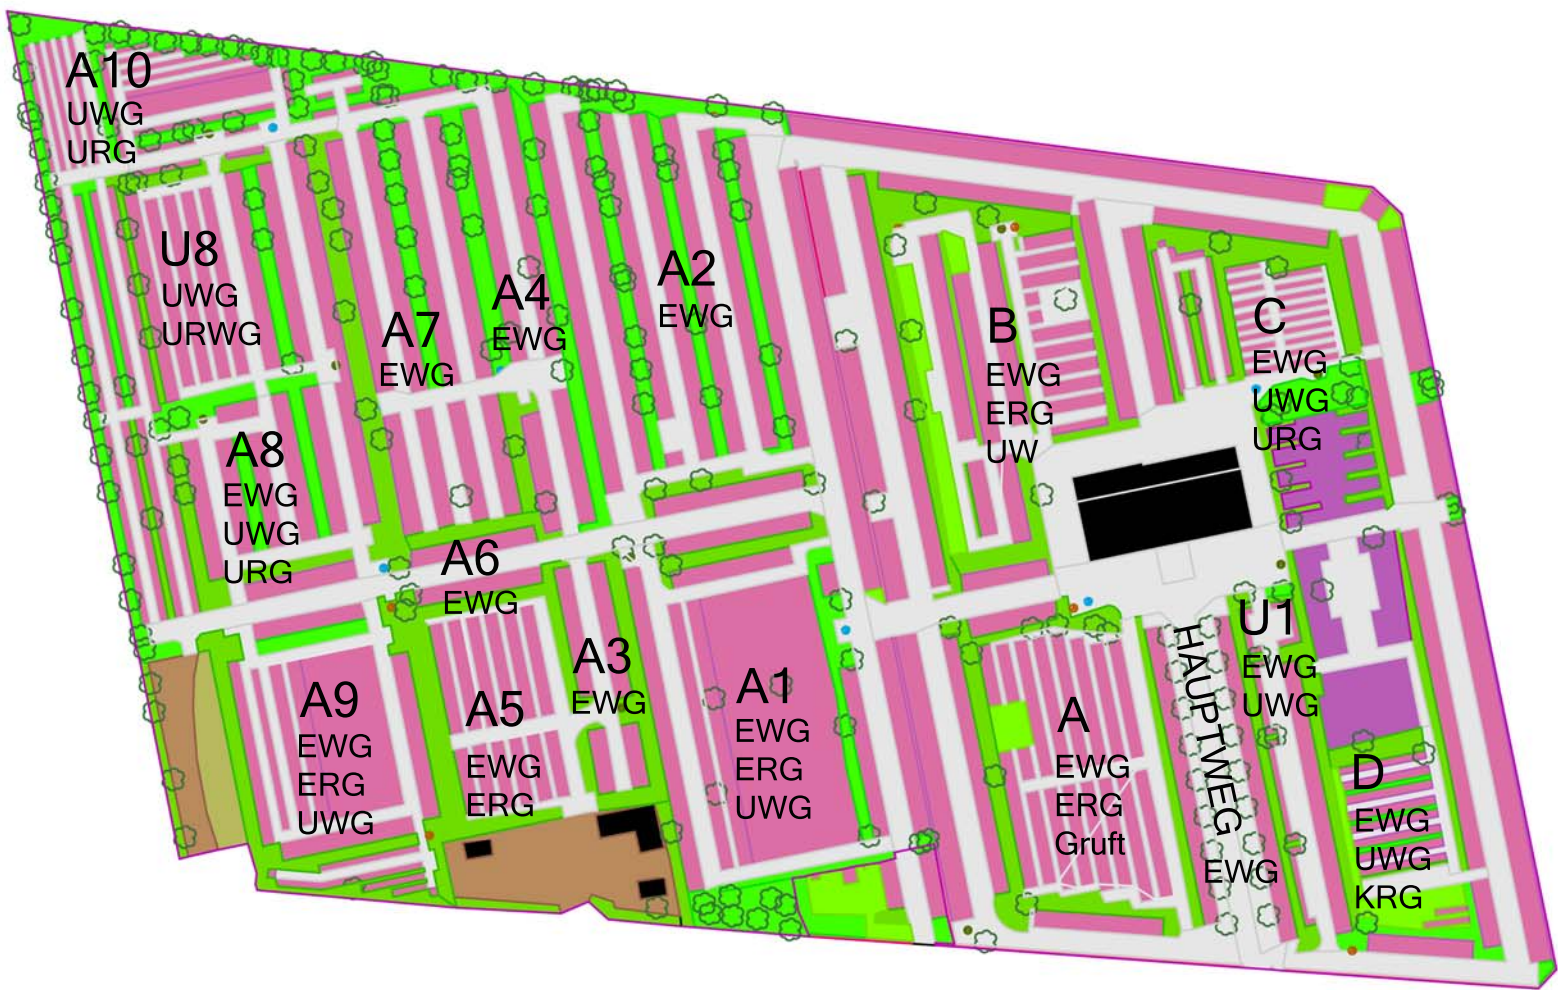 A10
UWG
URG
U8
UWG
URWG
A7
EWG
A4
EWG
A2
EWG
B
EWG
ERG
UW
C
EWG
UWG
URG
A8
EWG
UWG
URG
A6
EWG
A9
EWG
ERG
UWG
A5
EWG
ERG
A3
EWG
A1
EWG
ERG
UWG
A
EWG
ERG
Gruft
HAUPTWEG
EWG
U1
EWG
UWG
D
EWG
UWG
KRG